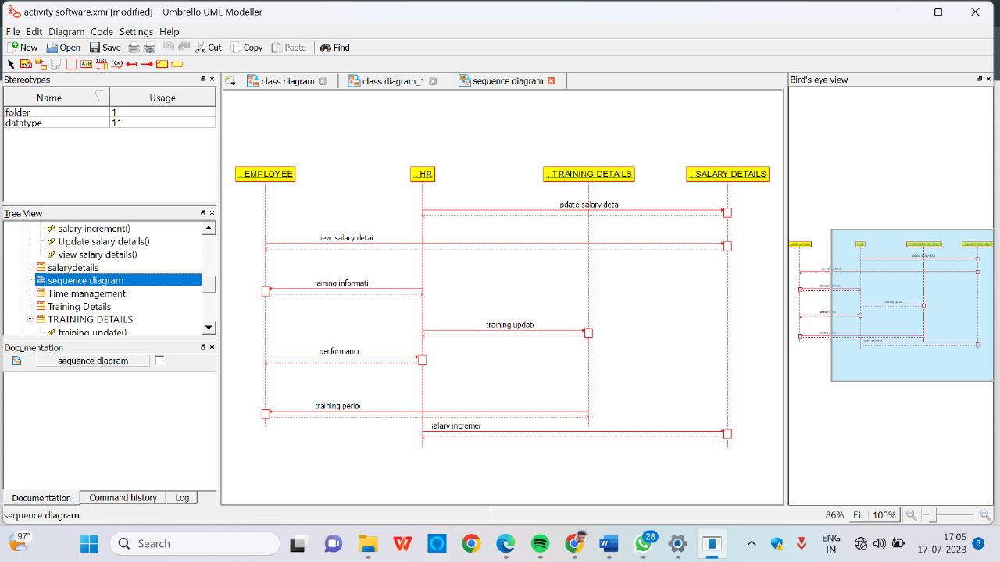 activity software.xmi [modified] – Umbrello UML Modeller
File Edit Diagram Code Settings Help
New Open Save Cut Copy Paste Find
Stereotypes
Name Usage
folder 1
datatype 11
Tree View
salary increment()
Update salary details()
view salary details()
salarydetails
sequence diagram
Time management
Training Details
TRAINING DETAILS
training update()
Documentation
sequence diagram
Documentation Command history Log
sequence diagram
class diagram class diagram_1 sequence diagram
: EMPLOYEE : HR : TRAINING DETAILS : SALARY DETAILS
pdate salary deta
iew salary detai
raining informatic
training updat
performance
training period
salary incremer
Bird's eye view
86% Fit 100%
97°
Search
28
ENG
IN
17:05
17-07-2023
3